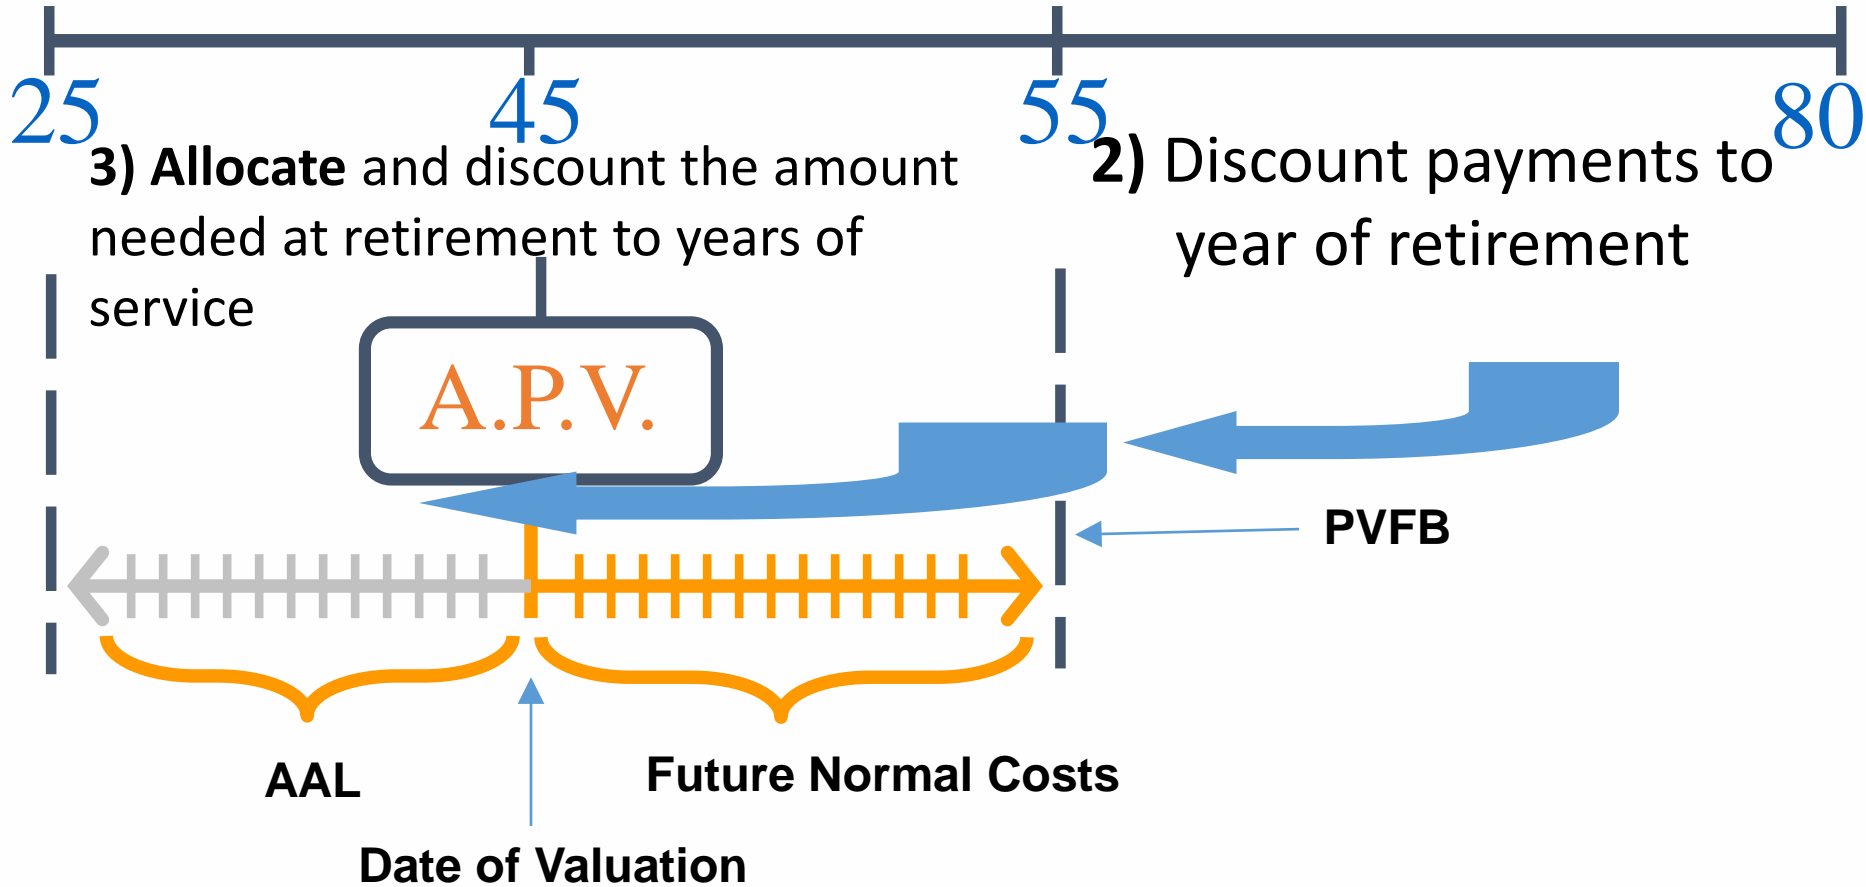 25 45 55 80
3) Allocate and discount the amount
needed at retirement to years of
service
2) Discount payments to
year of retirement
A.P.V.
PVFB
AAL
Future Normal Costs
Date of Valuation